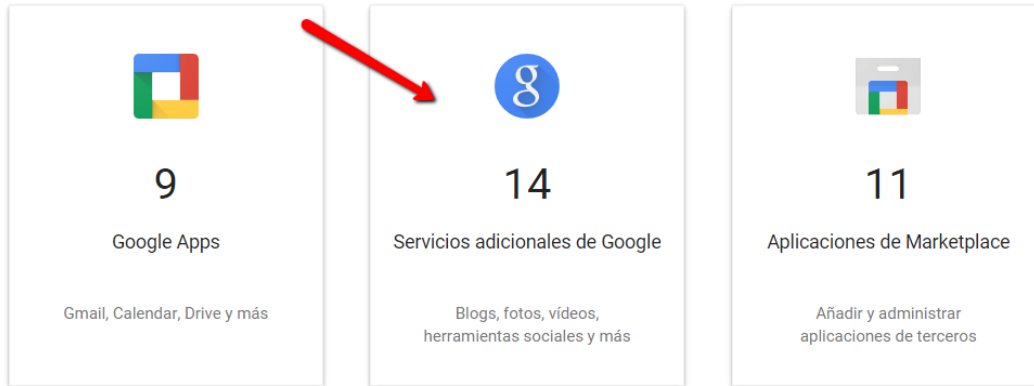 9
Google Apps
Gmail, Calendar, Drive y más
g
14
Servicios adicionales de Google
Blogs, fotos, vídeos,
herramientas sociales y más
11
Aplicaciones de Marketplace
Añadir y administrar
aplicaciones de terceros